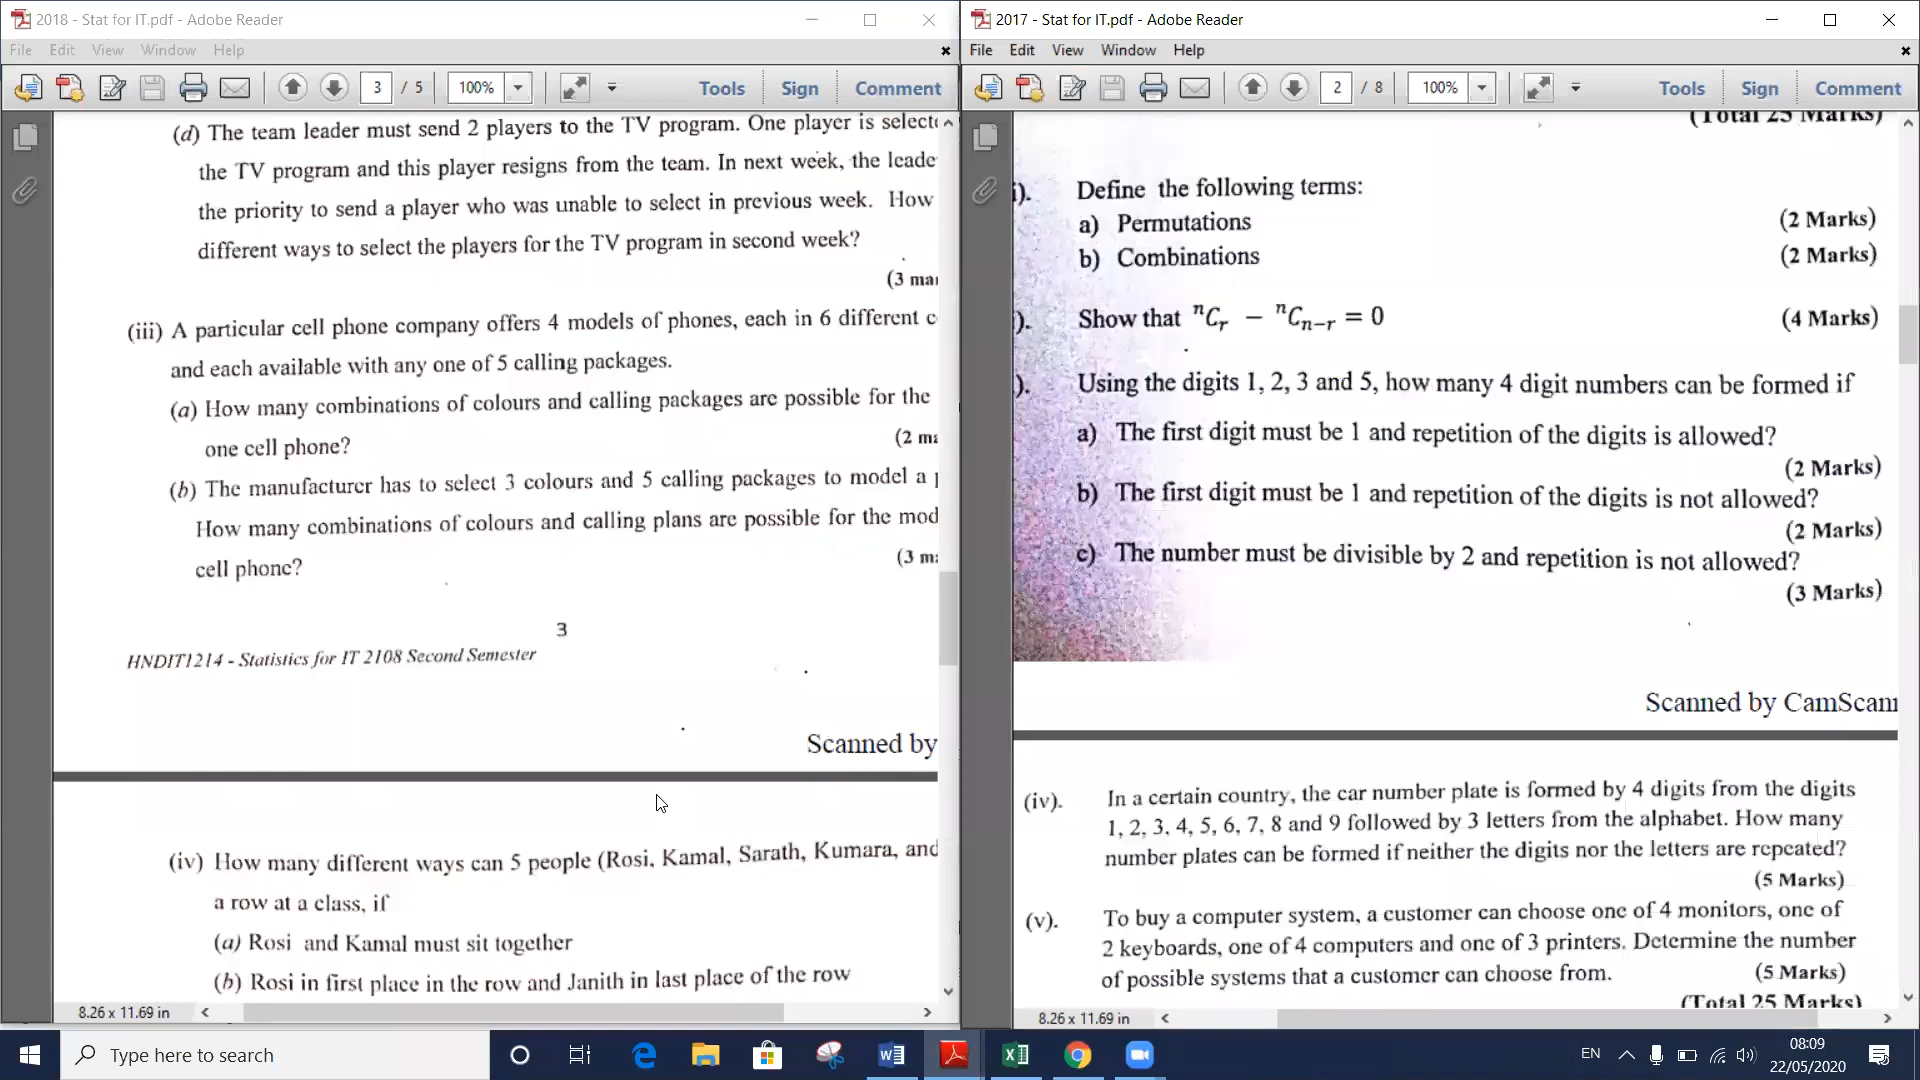 2018 - Stat for IT.pdf - Adobe Reader
File Edit View Window Help
3 / 5 100% Tools Sign Comment
(d) The team leader must send 2 players to the TV program. One player is selecte
the TV program and this player resigns from the team. In next week, the leade
the priority to send a player who was unable to select in previous week. How
different ways to select the players for the TV program in second week?
(3 mar
(iii) A particular cell phone company offers 4 models of phones, each in 6 different c
and each available with any one of 5 calling packages.
(a) How many combinations of colours and calling packages are possible for the
one cell phone?
(2 ma
(b) The manufacturer has to select 3 colours and 5 calling packages to model a p
How many combinations of colours and calling plans are possible for the mod
cell phone?
(3 m
3
HNDIT1214 - Statistics for IT 2108 Second Semester
Scanned by
(iv) How many different ways can 5 people (Rosi, Kamal, Sarath, Kumara, and
a row at a class, if
(a) Rosi and Kamal must sit together
(b) Rosi in first place in the row and Janith in last place of the row
8.26 x 11.69 in
2017 - Stat for IT.pdf - Adobe Reader
File Edit View Window Help
2 / 8 100% Tools Sign Comment
(Total 25 Marks)
i). Define the following terms:
a) Permutations (2 Marks)
b) Combinations (2 Marks)
). Show that ⁿCᵣ − ⁿCₙ₋ᵣ = 0 (4 Marks)
). Using the digits 1, 2, 3 and 5, how many 4 digit numbers can be formed if
a) The first digit must be 1 and repetition of the digits is allowed?
(2 Marks)
b) The first digit must be 1 and repetition of the digits is not allowed?
(2 Marks)
c) The number must be divisible by 2 and repetition is not allowed?
(3 Marks)
Scanned by CamScann
(iv). In a certain country, the car number plate is formed by 4 digits from the digits
1, 2, 3, 4, 5, 6, 7, 8 and 9 followed by 3 letters from the alphabet. How many
number plates can be formed if neither the digits nor the letters are repeated?
(5 Marks)
(v). To buy a computer system, a customer can choose one of 4 monitors, one of
2 keyboards, one of 4 computers and one of 3 printers. Determine the number
of possible systems that a customer can choose from. (5 Marks)
(Total 25 Marks)
8.26 x 11.69 in
Type here to search
EN
08:09
22/05/2020